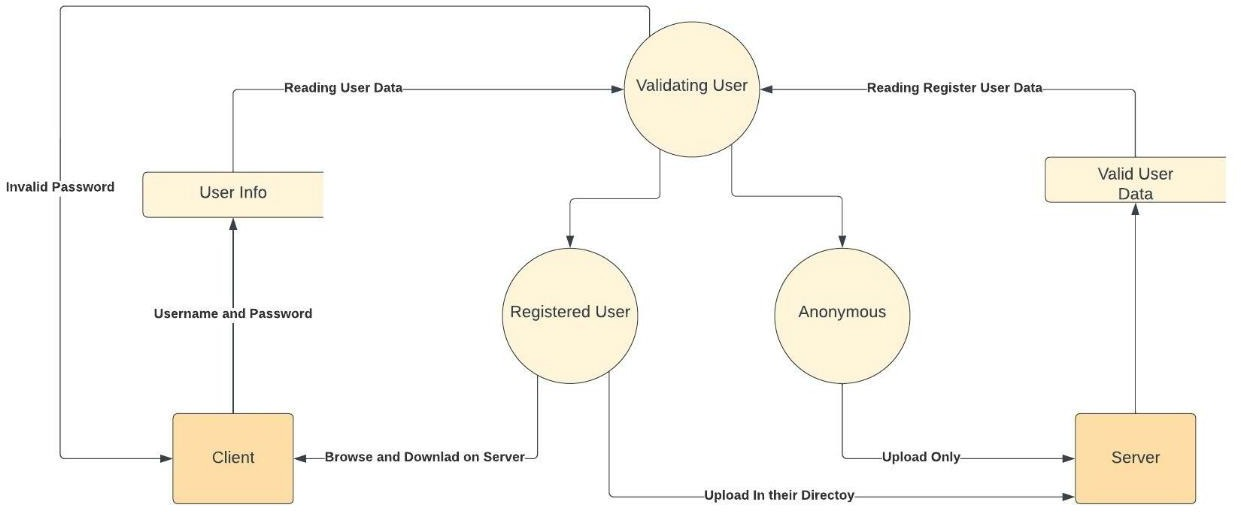 Validating User
Reading User Data
Reading Register User Data
Invalid Password
User Info
Valid User
Data
Username and Password
Registered User
Anonymous
Client
Browse and Downlad on Server
Upload Only
Server
Upload In their Directoy